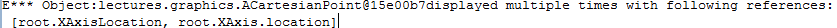 E*** Object:lectures.graphics.ACartesianPoint@15e00b7displayed multiple times with following references:
[root.XAxisLocation, root.XAxis.location]